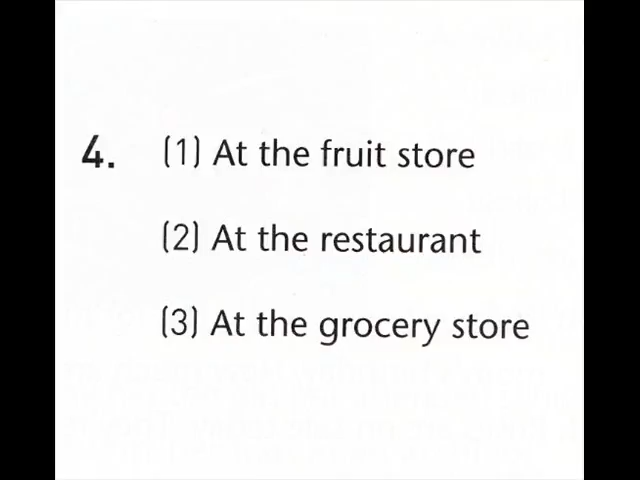 4. (1) At the fruit store
(2) At the restaurant
(3) At the grocery store